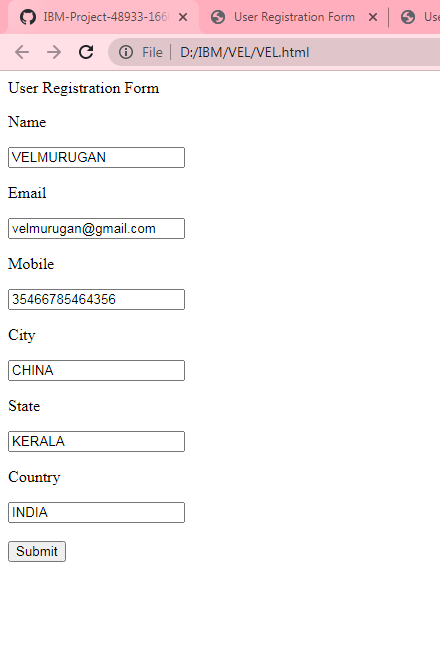 IBM-Project-48933-166
User Registration Form
Use
File
D:/IBM/VEL/VEL.html
User Registration Form
Name
VELMURUGAN
Email
velmurugan@gmail.com
Mobile
35466785464356
City
CHINA
State
KERALA
Country
INDIA
Submit